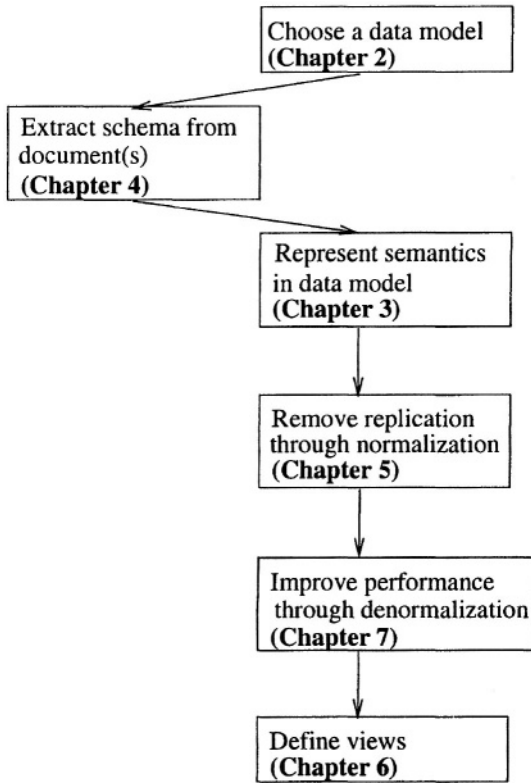 Choose a data model
(Chapter 2)
Extract schema from
document(s)
(Chapter 4)
Represent semantics
in data model
(Chapter 3)
Remove replication
through normalization
(Chapter 5)
Improve performance
through denormalization
(Chapter 7)
Define views
(Chapter 6)